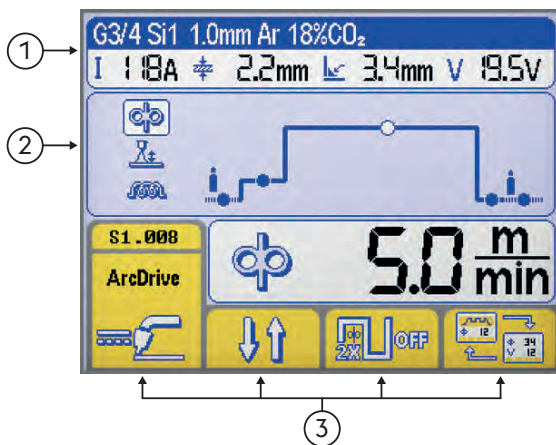 G3/4 Si1 1.0mm Ar 18%CO₂
I 118A 2.2mm 3.4mm V 19.5V
1
2
S1.008
ArcDrive
5.0 m/min
2X OFF
12
34
V 12
3